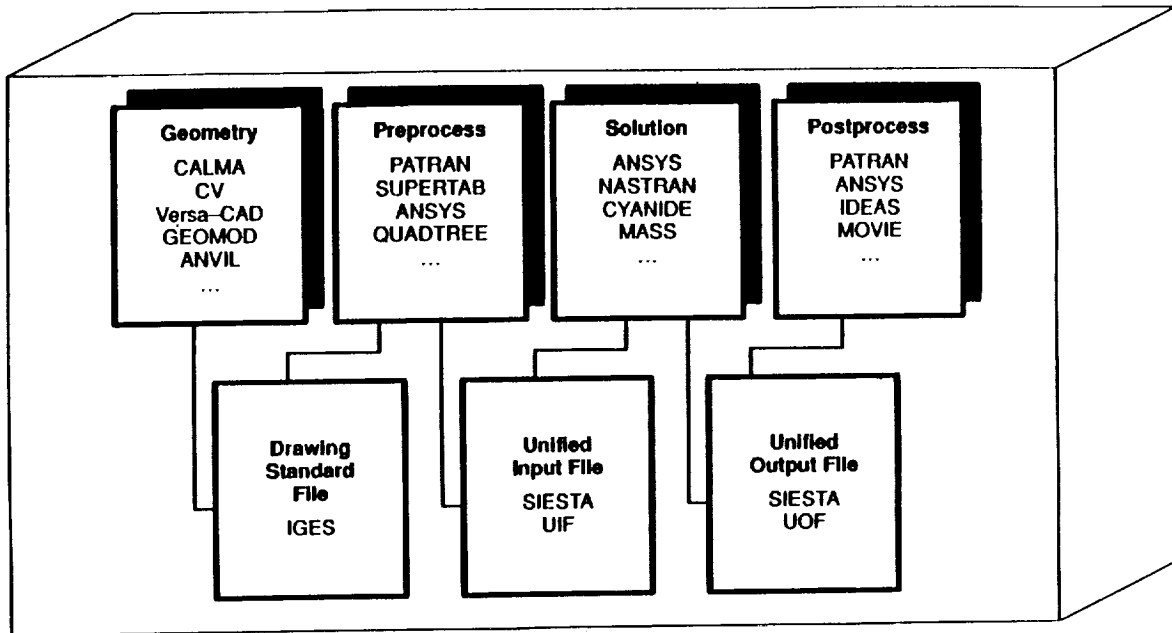 Geometry
CALMA
CV
Versa-CAD
GEOMOD
ANVIL
...
Preprocess
PATRAN
SUPERTAB
ANSYS
QUADTREE
...
Solution
ANSYS
NASTRAN
CYANIDE
MASS
...
Postprocess
PATRAN
ANSYS
IDEAS
MOVIE
...
Drawing
Standard
File
IGES
Unified
Input File
SIESTA
UIF
Unified
Output File
SIESTA
UOF